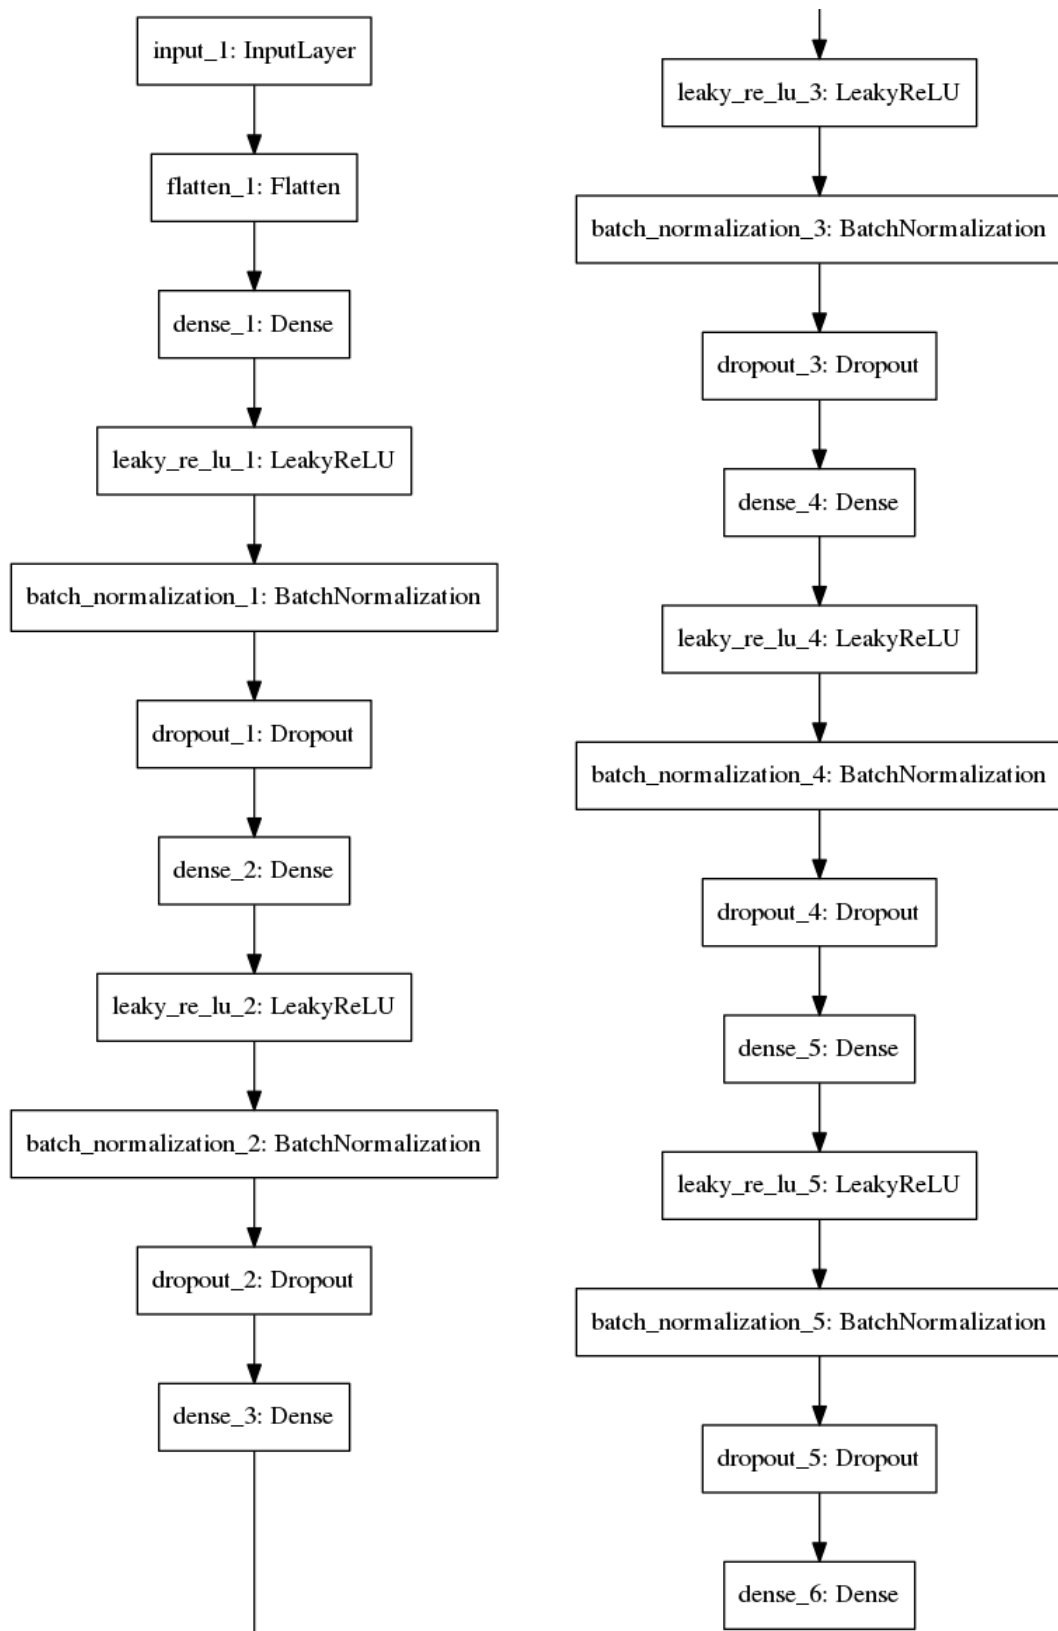 input_1: InputLayer
flatten_1: Flatten
dense_1: Dense
leaky_re_lu_1: LeakyReLU
batch_normalization_1: BatchNormalization
dropout_1: Dropout
dense_2: Dense
leaky_re_lu_2: LeakyReLU
batch_normalization_2: BatchNormalization
dropout_2: Dropout
dense_3: Dense
leaky_re_lu_3: LeakyReLU
batch_normalization_3: BatchNormalization
dropout_3: Dropout
dense_4: Dense
leaky_re_lu_4: LeakyReLU
batch_normalization_4: BatchNormalization
dropout_4: Dropout
dense_5: Dense
leaky_re_lu_5: LeakyReLU
batch_normalization_5: BatchNormalization
dropout_5: Dropout
dense_6: Dense